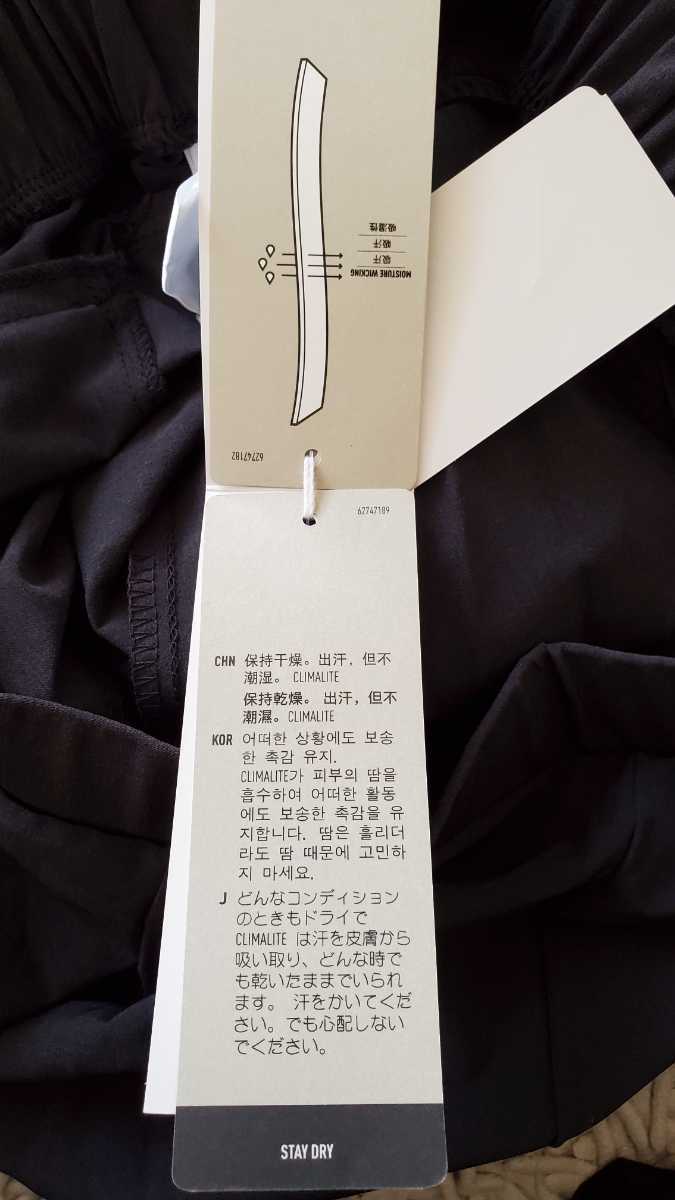 62747182
MOISTURE WICKING
吸汗
吸汗
吸湿性
62747189
CHN 保持干燥。出汗，但不
潮湿。 CLIMALITE
保持乾燥。 出汗，但不
潮濕。CLIMALITE
KOR 어떠한 상황에도 보송
한 촉감 유지.
CLIMALITE가 피부의 땀을
흡수하여 어떠한 활동
에도 보송한 촉감을 유
지합니다. 땀은 흘리더
라도 땀 때문에 고민하
지 마세요.
J どんなコンディション
のときもドライで
CLIMALITE は汗を皮膚から
吸い取り、どんな時で
も乾いたままでいられ
ます。 汗をかいてくだ
さい。でも心配しない
でください。
STAY DRY